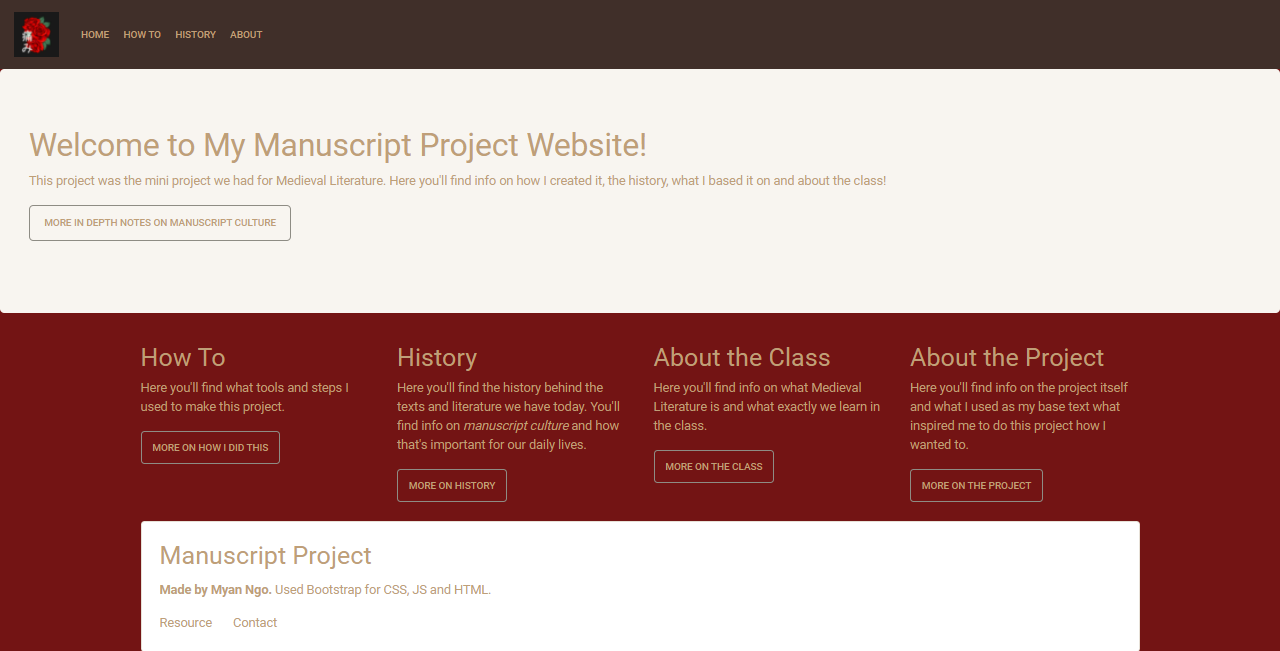 痛み
HOME HOW TO HISTORY ABOUT
Welcome to My Manuscript Project Website!
This project was the mini project we had for Medieval Literature. Here you'll find info on how I created it, the history, what I based it on and about the class!
MORE IN DEPTH NOTES ON MANUSCRIPT CULTURE
How To
Here you'll find what tools and steps I
used to make this project.
MORE ON HOW I DID THIS
History
Here you'll find the history behind the
texts and literature we have today. You'll
find info on manuscript culture and how
that's important for our daily lives.
MORE ON HISTORY
About the Class
Here you'll find info on what Medieval
Literature is and what exactly we learn in
the class.
MORE ON THE CLASS
About the Project
Here you'll find info on the project itself
and what I used as my base text what
inspired me to do this project how I
wanted to.
MORE ON THE PROJECT
Manuscript Project
Made by Myan Ngo. Used Bootstrap for CSS, JS and HTML.
Resource Contact